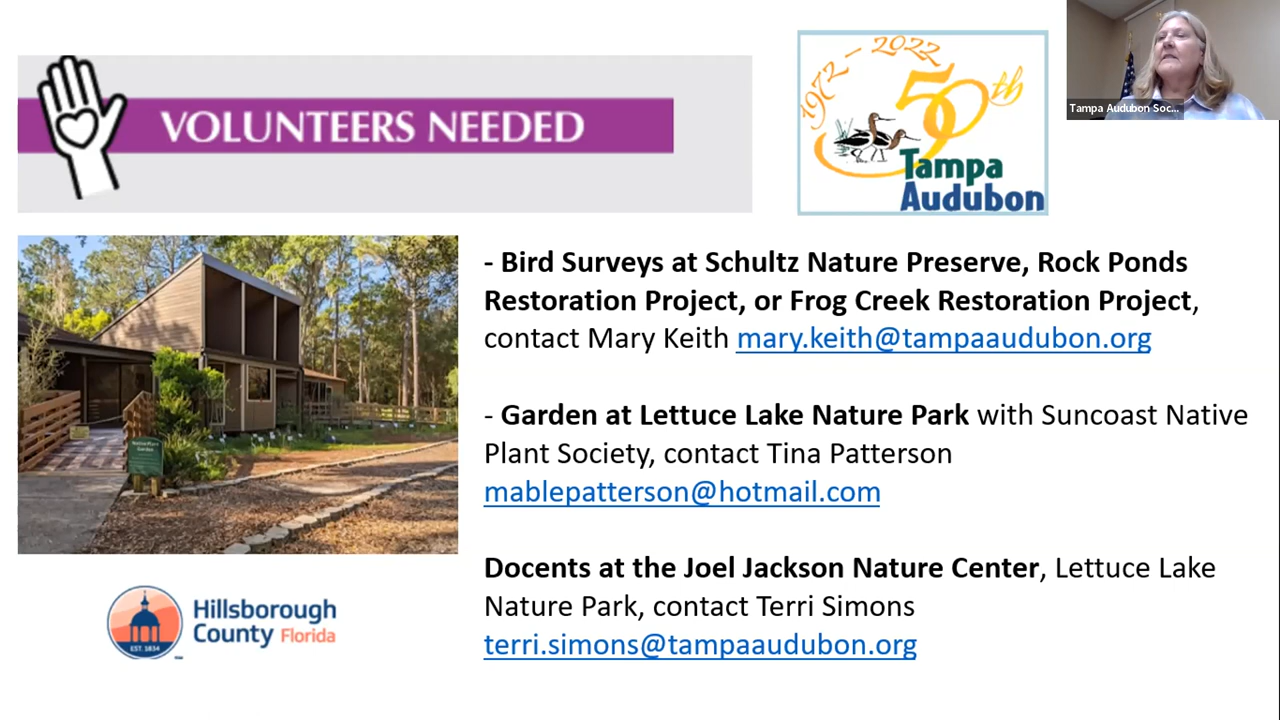 VOLUNTEERS NEEDED
1972 - 2022
50th
Tampa
Audubon
Tampa Audubon Soc...
- Bird Surveys at Schultz Nature Preserve, Rock Ponds
Restoration Project, or Frog Creek Restoration Project,
contact Mary Keith mary.keith@tampaaudubon.org
- Garden at Lettuce Lake Nature Park with Suncoast Native
Plant Society, contact Tina Patterson
mablepatterson@hotmail.com
Docents at the Joel Jackson Nature Center, Lettuce Lake
Nature Park, contact Terri Simons
terri.simons@tampaaudubon.org
Native Plant
Garden
Hillsborough
County Florida
EST. 1834